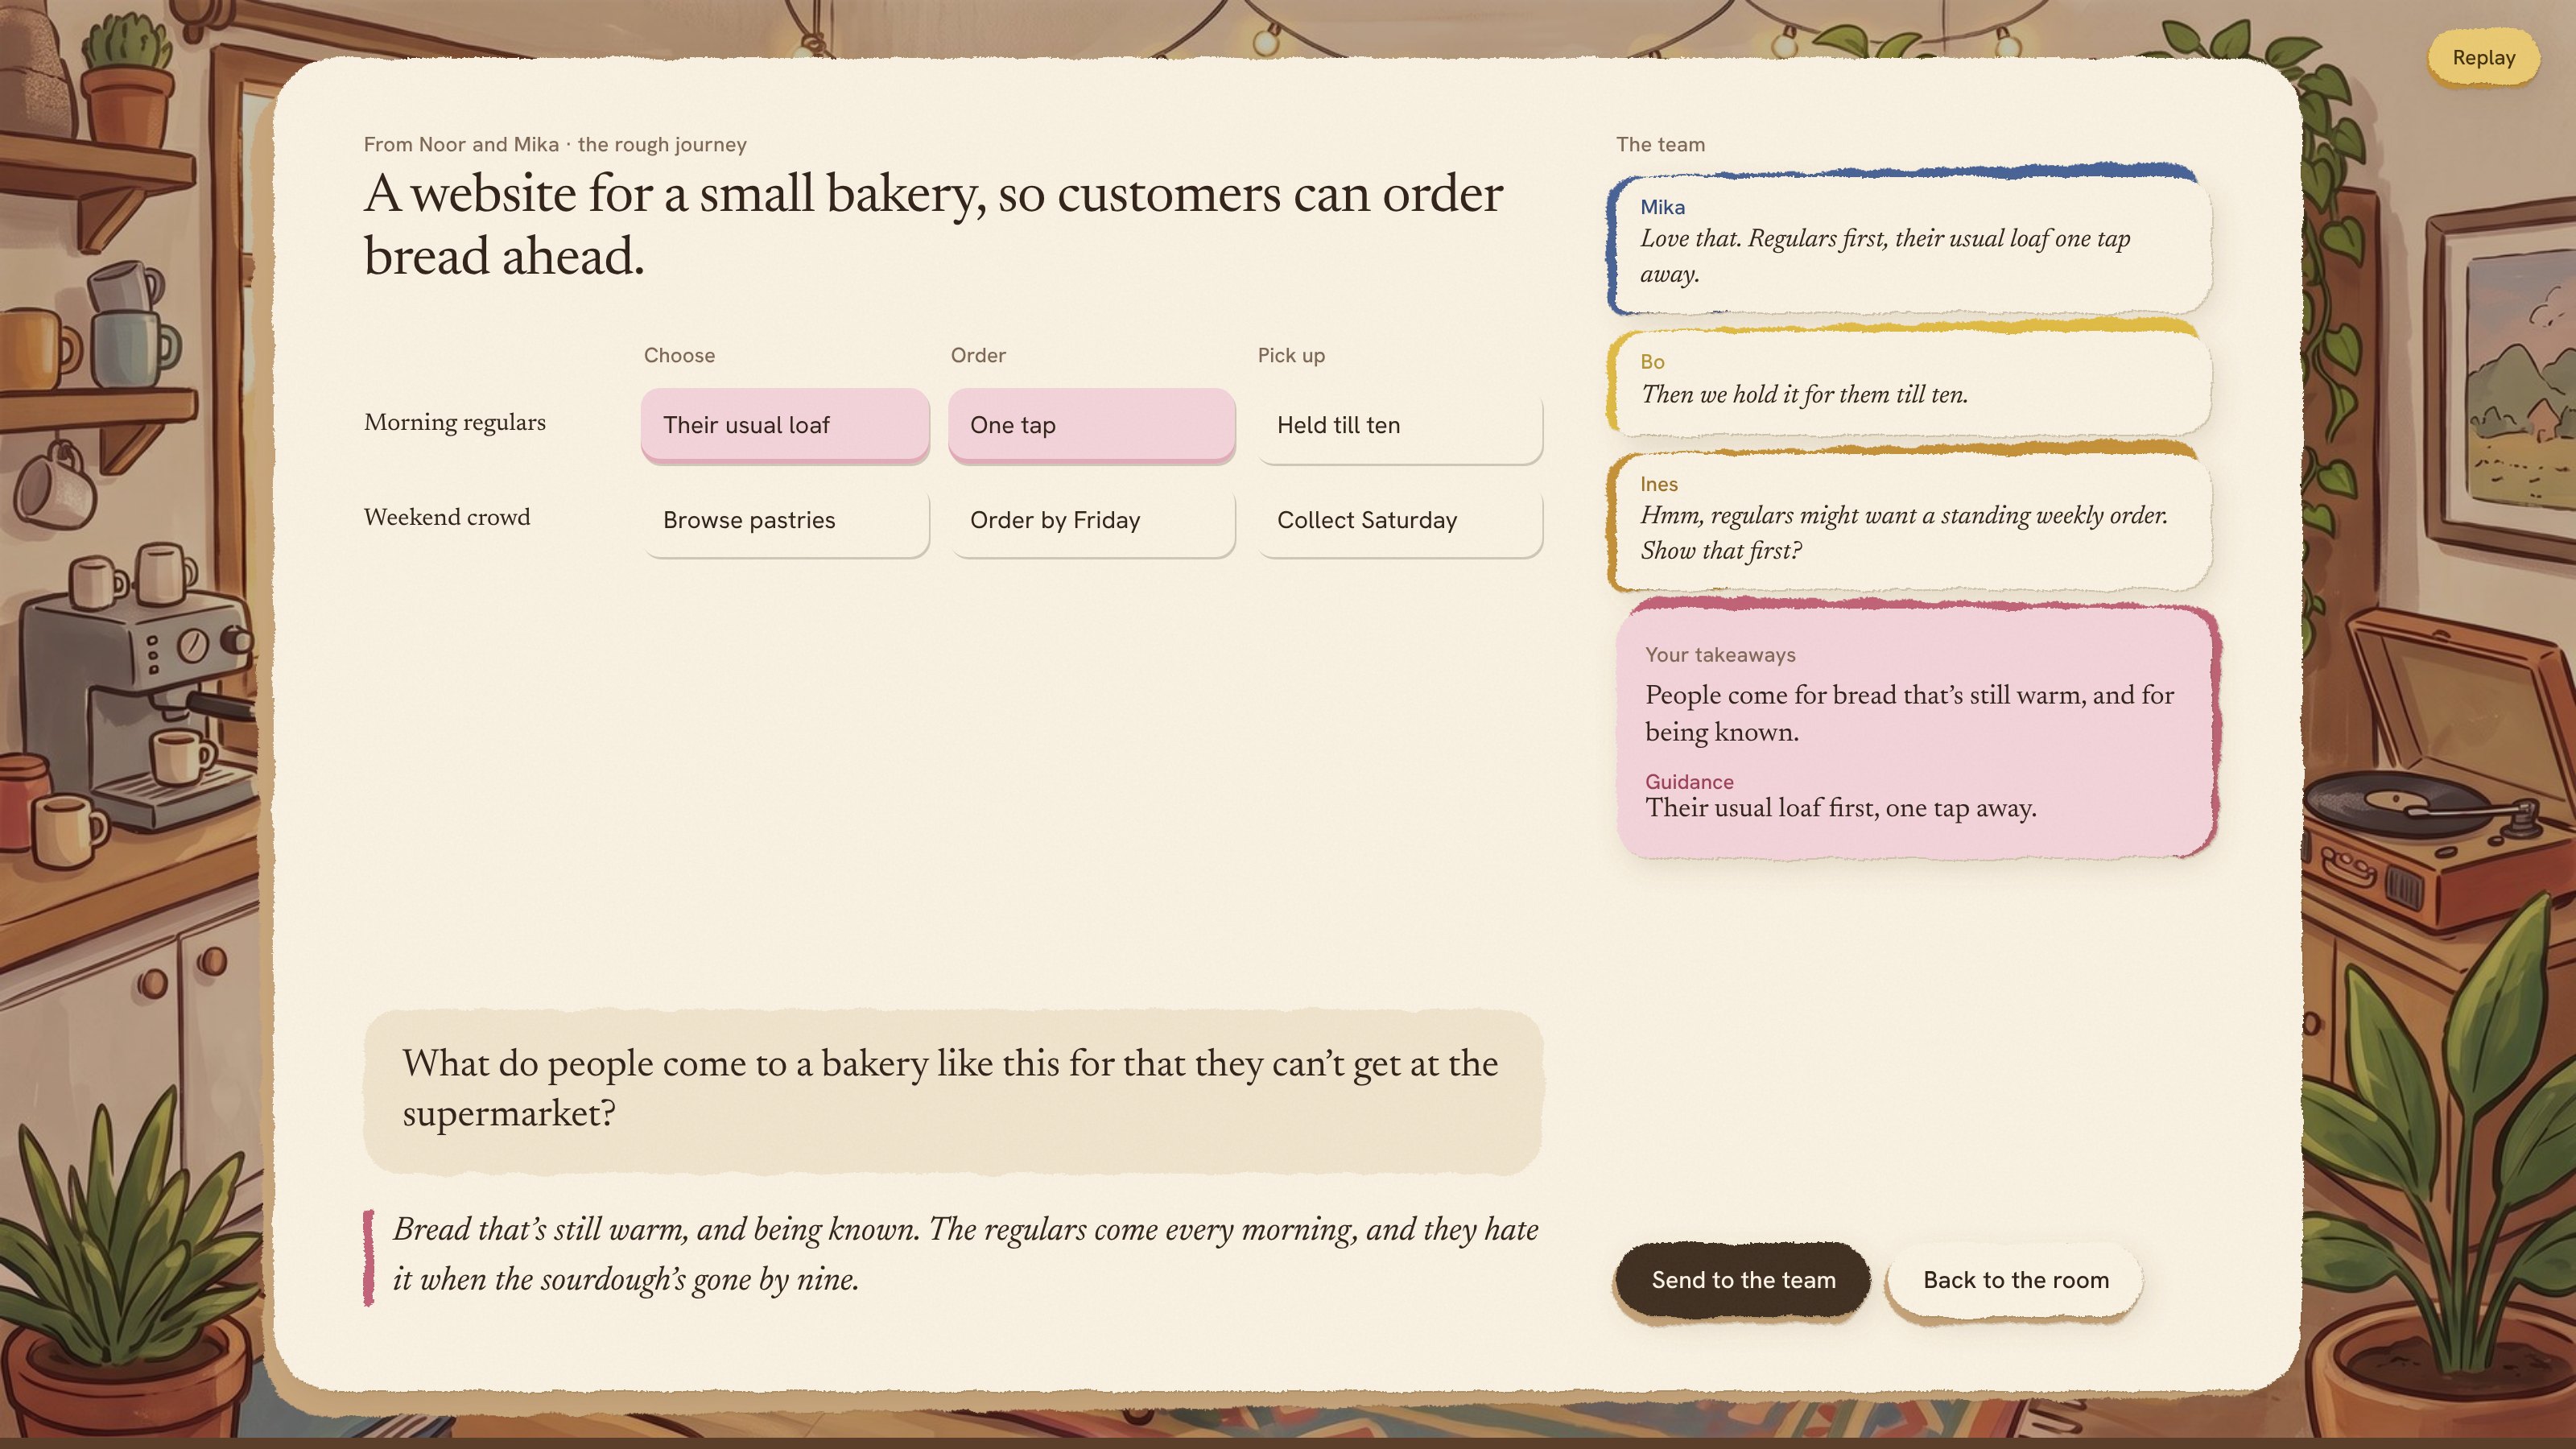 Replay
From Noor and Mika · the rough journey
A website for a small bakery, so customers can order
bread ahead.
Choose
Order
Pick up
Morning regulars
Their usual loaf
One tap
Held till ten
Weekend crowd
Browse pastries
Order by Friday
Collect Saturday
What do people come to a bakery like this for that they can’t get at the
supermarket?
Bread that’s still warm, and being known. The regulars come every morning, and they hate
it when the sourdough’s gone by nine.
The team
Mika
Love that. Regulars first, their usual loaf one tap
away.
Bo
Then we hold it for them till ten.
Ines
Hmm, regulars might want a standing weekly order.
Show that first?
Your takeaways
People come for bread that’s still warm, and for
being known.
Guidance
Their usual loaf first, one tap away.
Send to the team
Back to the room